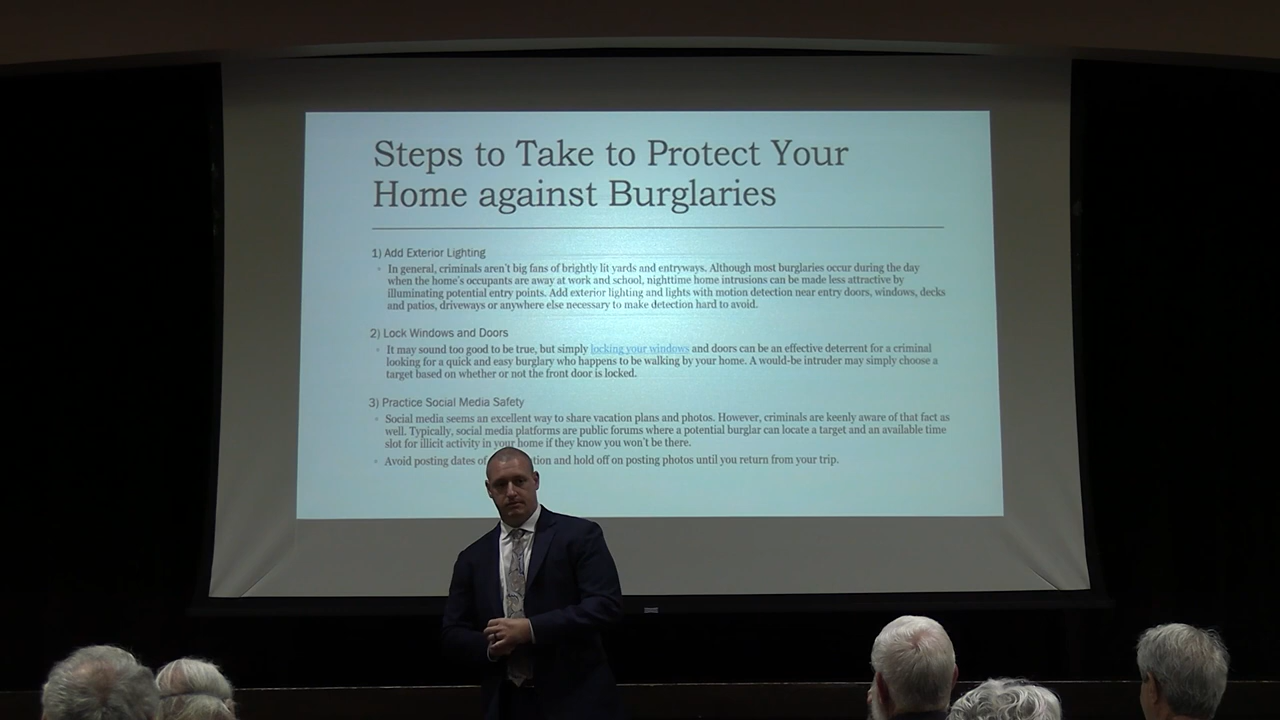 Steps to Take to Protect Your
Home against Burglaries
1) Add Exterior Lighting
In general, criminals aren't big fans of brightly lit yards and entryways. Although most burglaries occur during the day
when the home's occupants are away at work and school, nighttime home intrusions can be made less attractive by
illuminating potential entry points. Add exterior lighting and lights with motion detection near entry doors, windows, decks
and patios, driveways or anywhere else necessary to make detection hard to avoid.
2) Lock Windows and Doors
It may sound too good to be true, but simply locking your windows and doors can be an effective deterrent for a criminal
looking for a quick and easy burglary who happens to be walking by your home. A would-be intruder may simply choose a
target based on whether or not the front door is locked.
3) Practice Social Media Safety
Social media seems an excellent way to share vacation plans and photos. However, criminals are keenly aware of that fact as
well. Typically, social media platforms are public forums where a potential burglar can locate a target and an available time
slot for illicit activity in your home if they know you won't be there.
Avoid posting dates of tion and hold off on posting photos until you return from your trip.